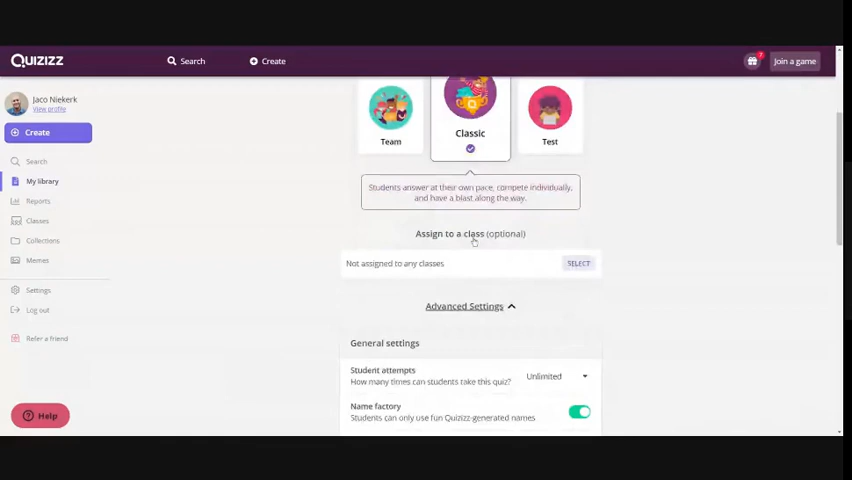 QUIZIZZ
Search
Create
7
Join a game
Jaco Niekerk
View profile
Create
Search
My library
Reports
Classes
Collections
Memes
Settings
Log out
Refer a friend
Help
Team
Classic
Test
Students answer at their own pace, compete individually,
and have a blast along the way.
Assign to a class (optional)
Not assigned to any classes
SELECT
Advanced Settings
General settings
Student attempts
How many times can students take this quiz?
Unlimited
Name factory
Students can only use fun Quizizz-generated names